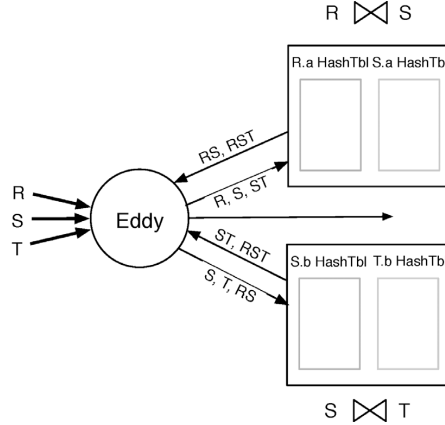 R ⋈ S
R.a HashTbl S.a HashTb
RS, RST
R, S, ST
R
S
T
Eddy
ST, RST
S, T, RS
S.b HashTbl T.b HashTb
S ⋈ T